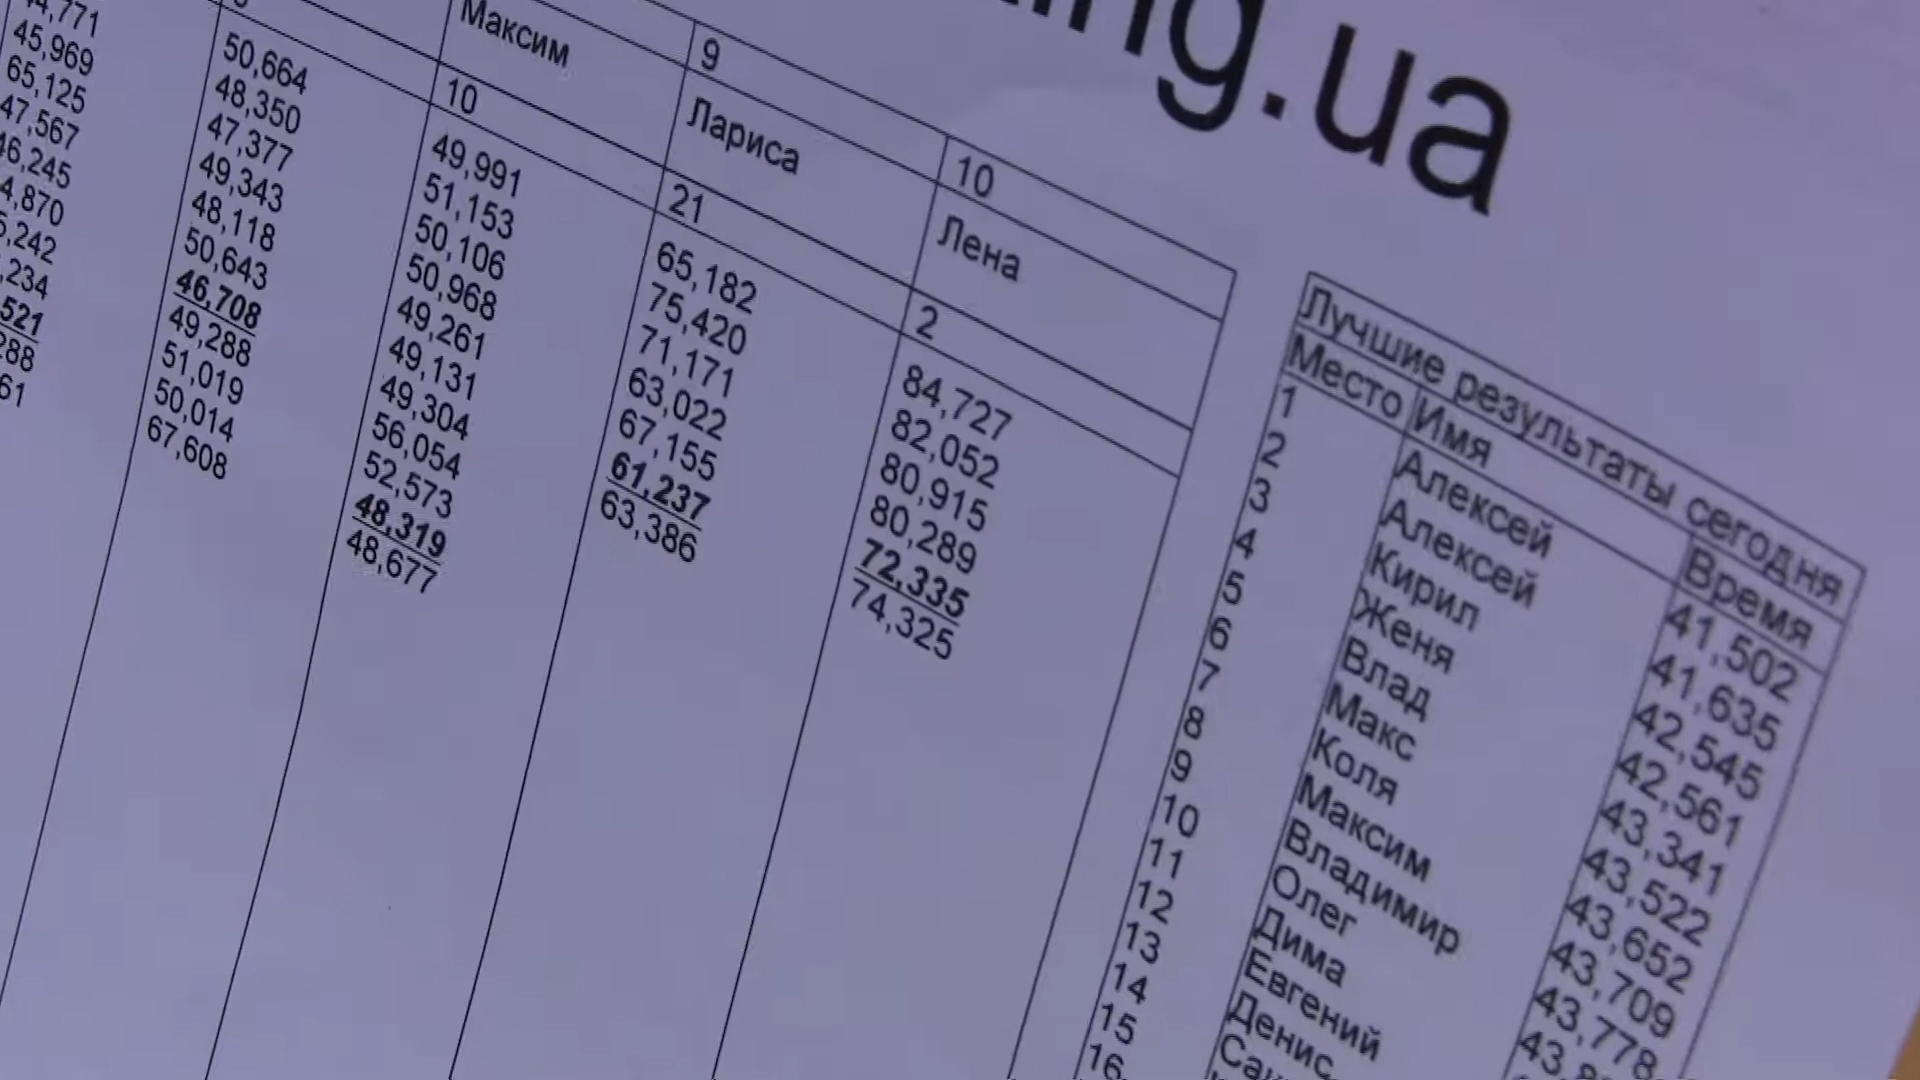 ing.ua
45,969
65,125
47,567
50,664
48,350
47,377
49,343
48,118
50,643
46,708
49,288
51,019
50,014
67,608
Максим
10
49,991
51,153
50,106
50,968
49,261
49,131
49,304
56,054
52,573
48,319
48,677
9
Лариса
21
65,182
75,420
71,171
63,022
67,155
61,237
63,386
10
Лена
2
84,727
82,052
80,915
80,289
72,335
74,325
Лучшие результаты сегодня
Место Имя Время
1 Алексей 41,502
2 Алексей 41,635
3 Кирил 42,545
4 Женя 42,561
5 Влад 43,341
6 Макс 43,522
7 Коля 43,652
8 Максим 43,709
9 Владимир 43,778
10 Олег
11 Дима
12 Евгений
13 Денис
14
15
16